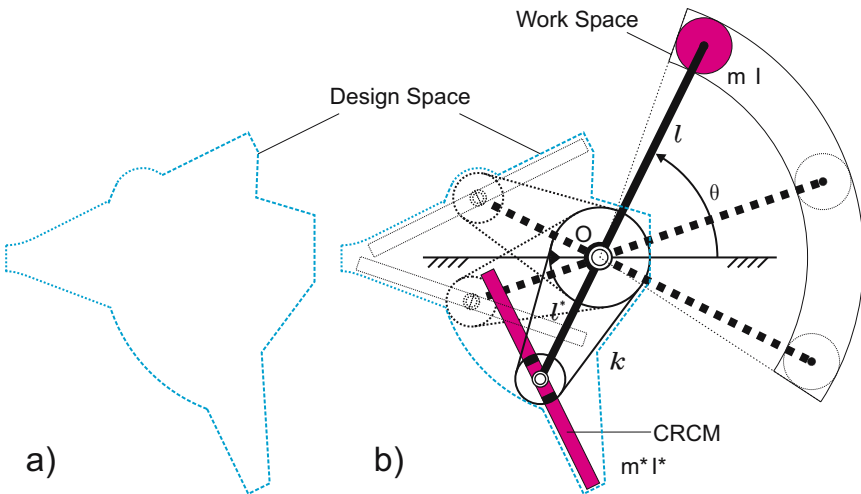 Work Space
Design Space
m I
l
θ
O
l*
k
CRCM
m* I*
a)
b)